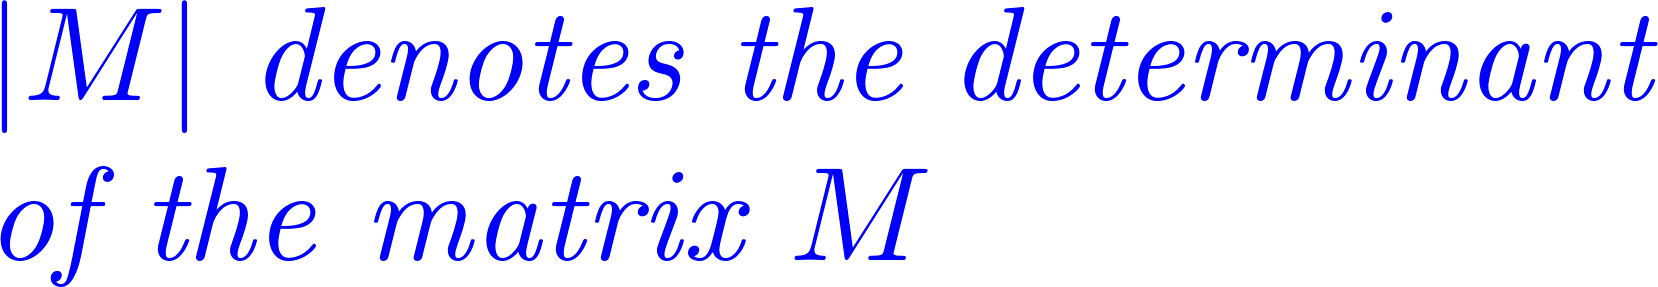 |M| denotes the determinant
of the matrix M